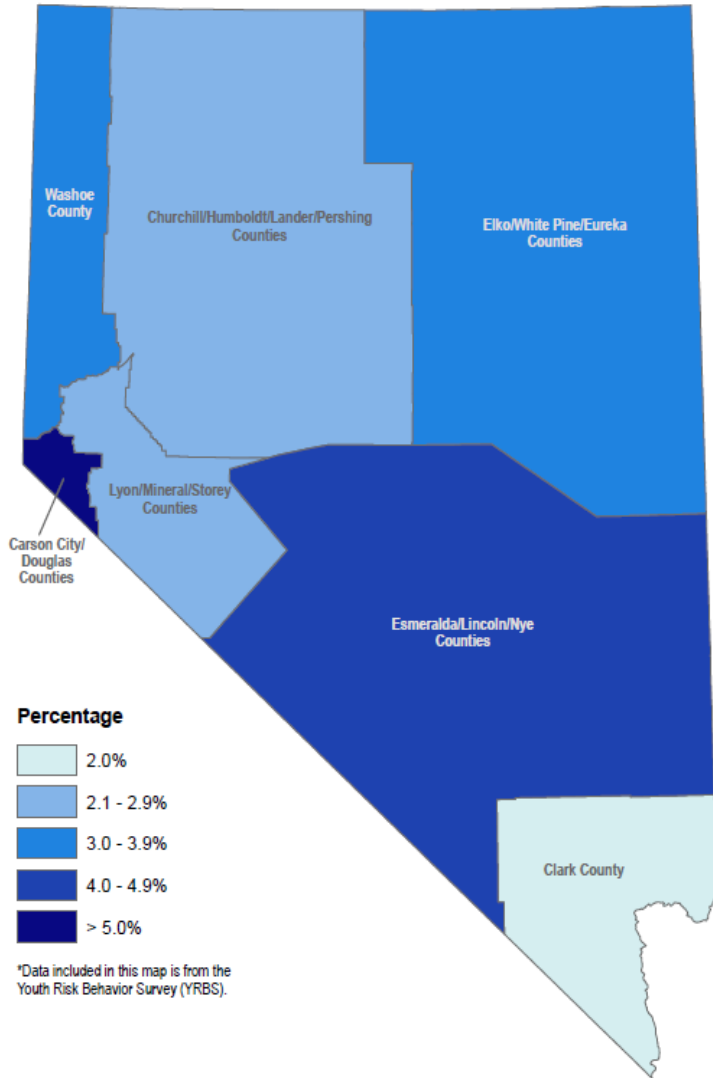 Washoe
County
Churchill/Humboldt/Lander/Pershing
Counties
Elko/White Pine/Eureka
Counties
Lyon/Mineral/Storey
Counties
Carson City/
Douglas
Counties
Esmeralda/Lincoln/Nye
Counties
Clark County
Percentage
2.0%
2.1 - 2.9%
3.0 - 3.9%
4.0 - 4.9%
> 5.0%
*Data included in this map is from the
Youth Risk Behavior Survey (YRBS).